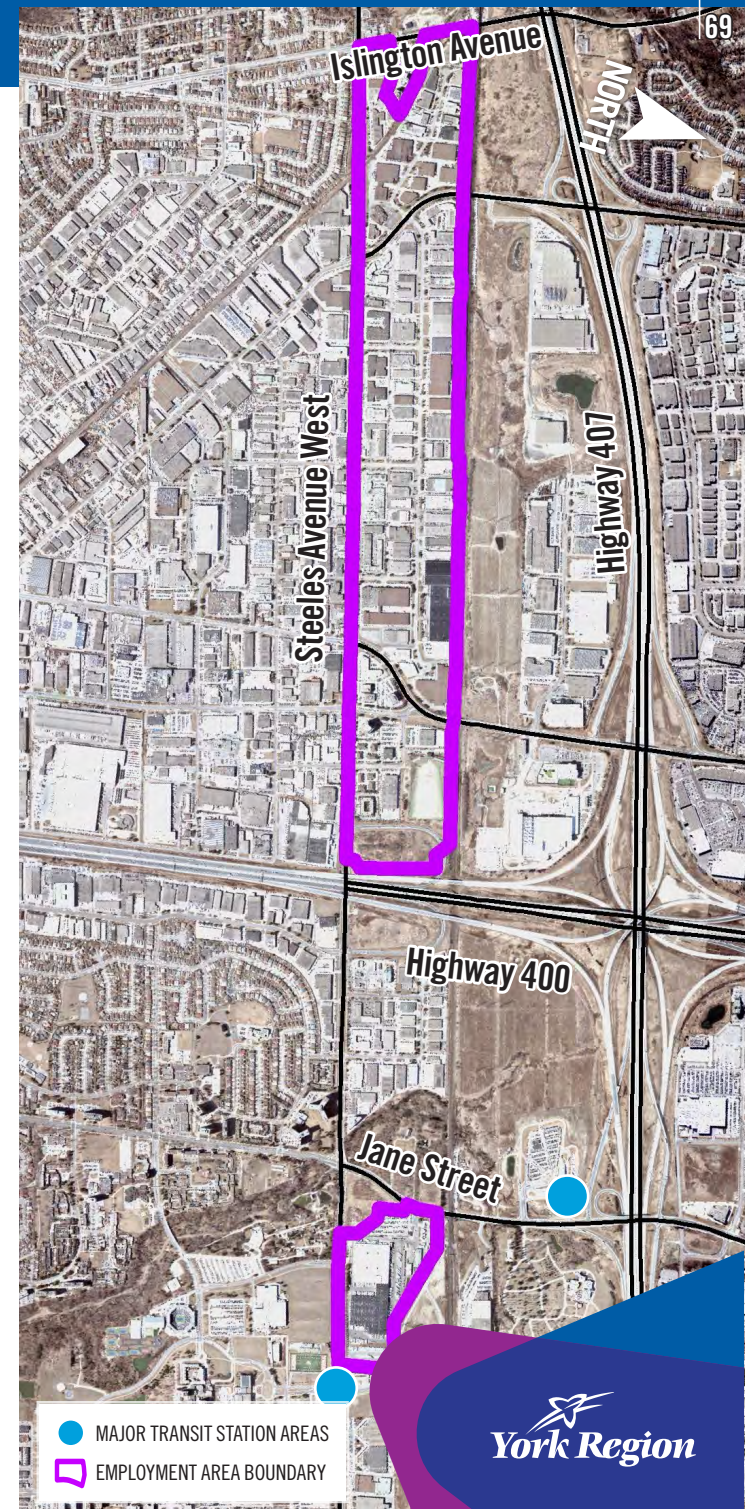 69
Islington Avenue
NORTH
Steeles Avenue West
Highway 407
Highway 400
Jane Street
MAJOR TRANSIT STATION AREAS
EMPLOYMENT AREA BOUNDARY
York Region